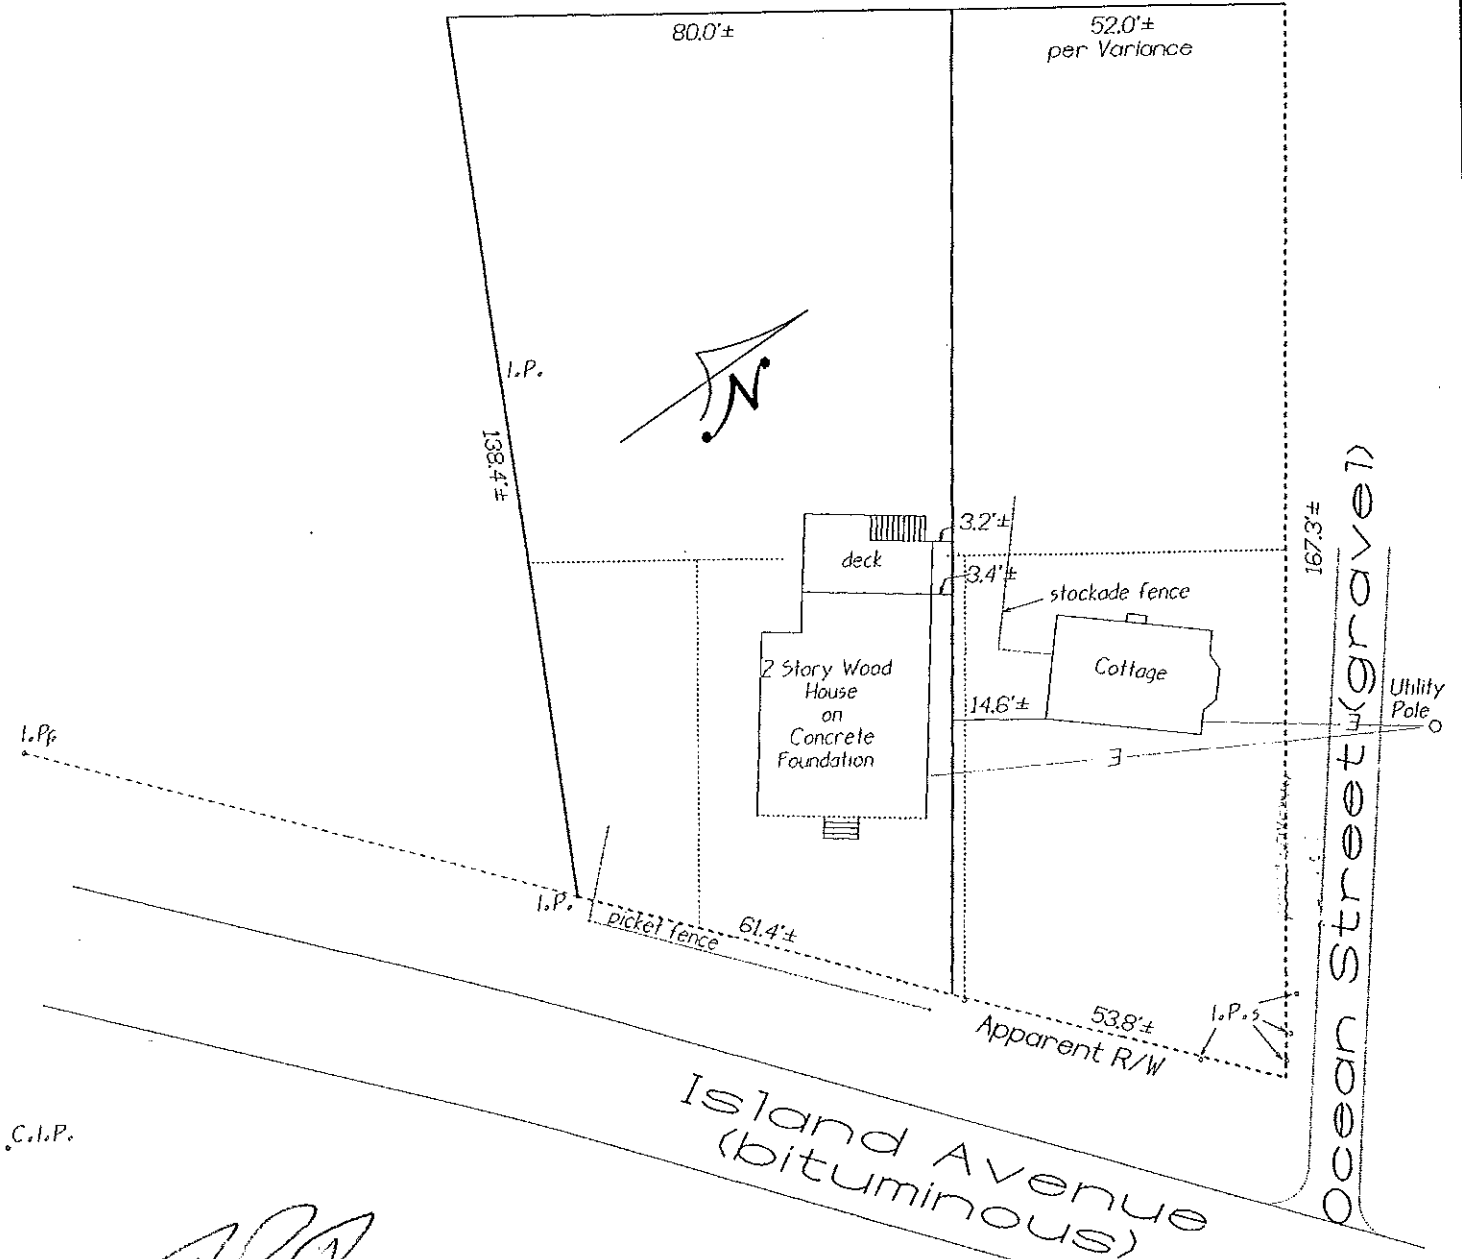 80.0'±
52.0'±
per Variance
I.P.
N
138.4'±
167.3'±
3.2'±
deck
3.4'±
stockade fence
2 Story Wood
House
on
Concrete
Foundation
Cottage
14.6'±
Utility
Pole
E
E
I.P.
picket fence
61.4'±
53.8'±
I.P.s
Apparent R/W
Island Avenue
(bituminous)
Ocean Street (gravel)
C.I.P.